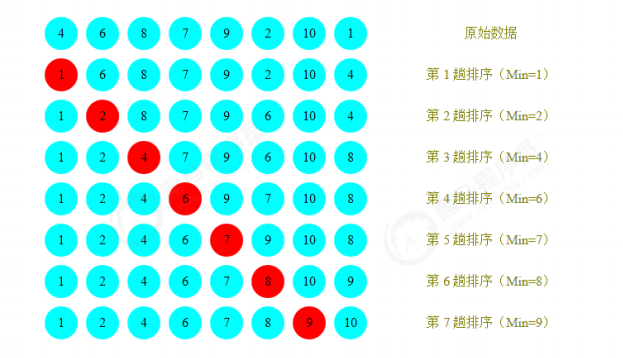 4 6 8 7 9 2 10 1 原始数据
1 6 8 7 9 2 10 4 第 1 趟排序（Min=1）
1 2 8 7 9 6 10 4 第 2 趟排序（Min=2）
1 2 4 7 9 6 10 8 第 3 趟排序（Min=4）
1 2 4 6 9 7 10 8 第 4 趟排序（Min=6）
1 2 4 6 7 9 10 8 第 5 趟排序（Min=7）
1 2 4 6 7 8 10 9 第 6 趟排序（Min=8）
1 2 4 6 7 8 9 10 第 7 趟排序（Min=9）